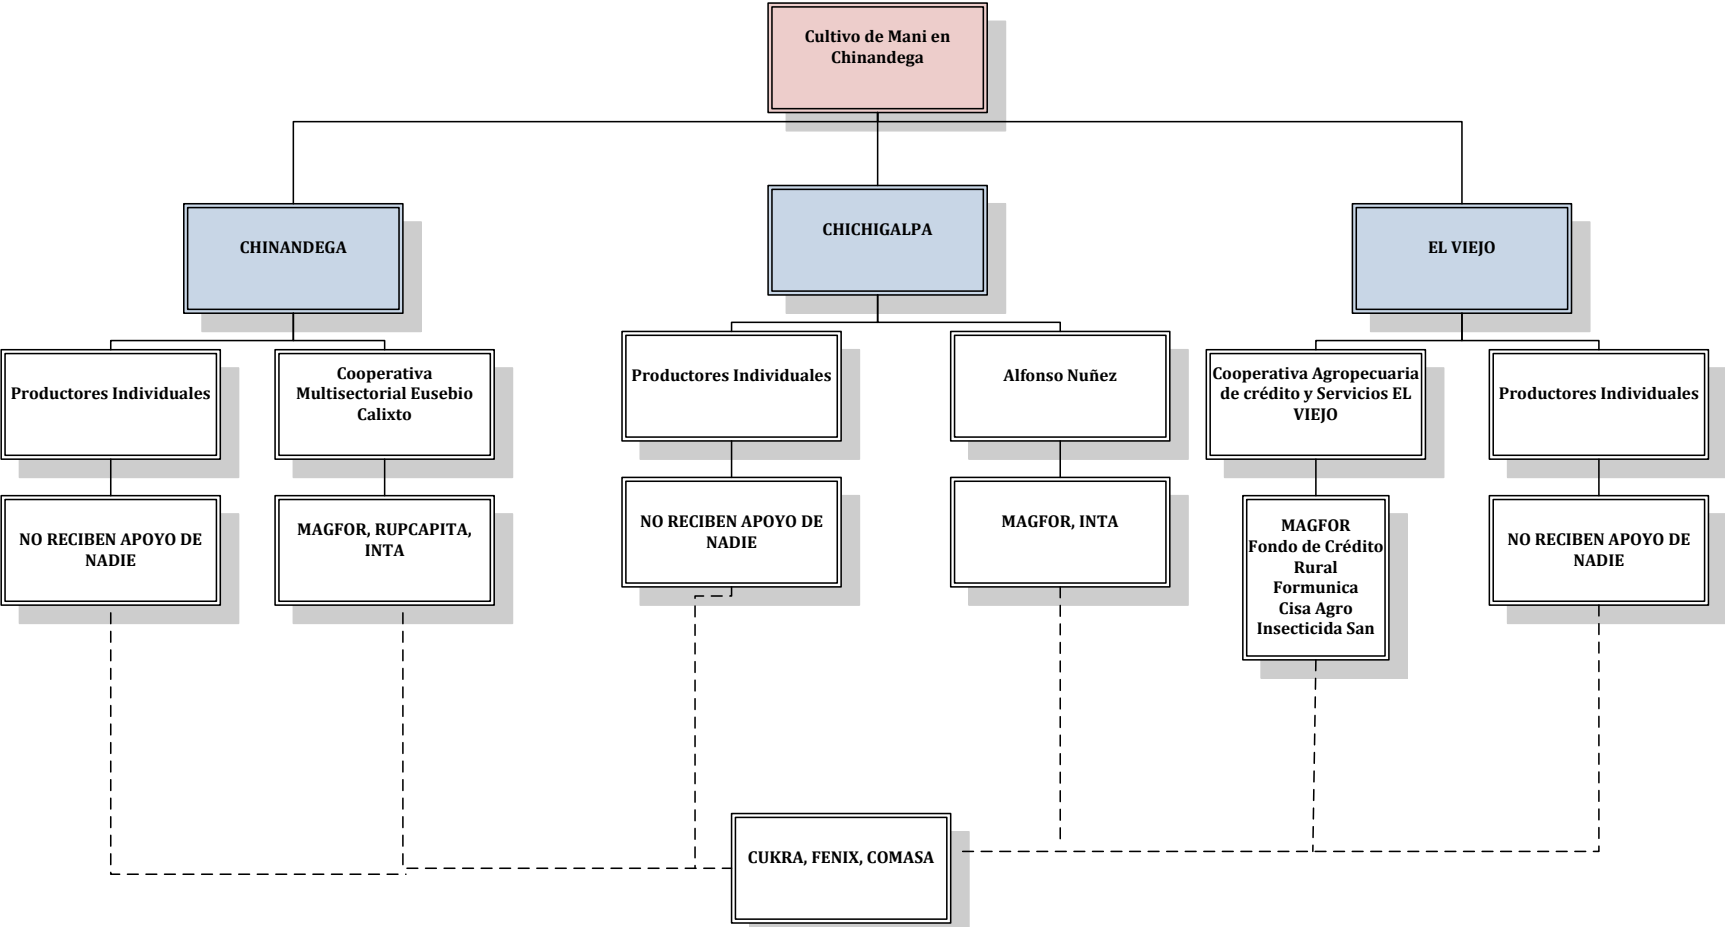 Cultivo de Mani en
Chinandega
CHINANDEGA
CHICHIGALPA
EL VIEJO
Productores Individuales
Cooperativa
Multisectorial Eusebio
Calixto
Productores Individuales
Alfonso Nuñez
Cooperativa Agropecuaria
de crédito y Servicios EL
VIEJO
Productores Individuales
NO RECIBEN APOYO DE
NADIE
MAGFOR, RUPCAPITA,
INTA
NO RECIBEN APOYO DE
NADIE
MAGFOR, INTA
MAGFOR
Fondo de Crédito
Rural
Formunica
Cisa Agro
Insecticida San
NO RECIBEN APOYO DE
NADIE
CUKRA, FENIX, COMASA